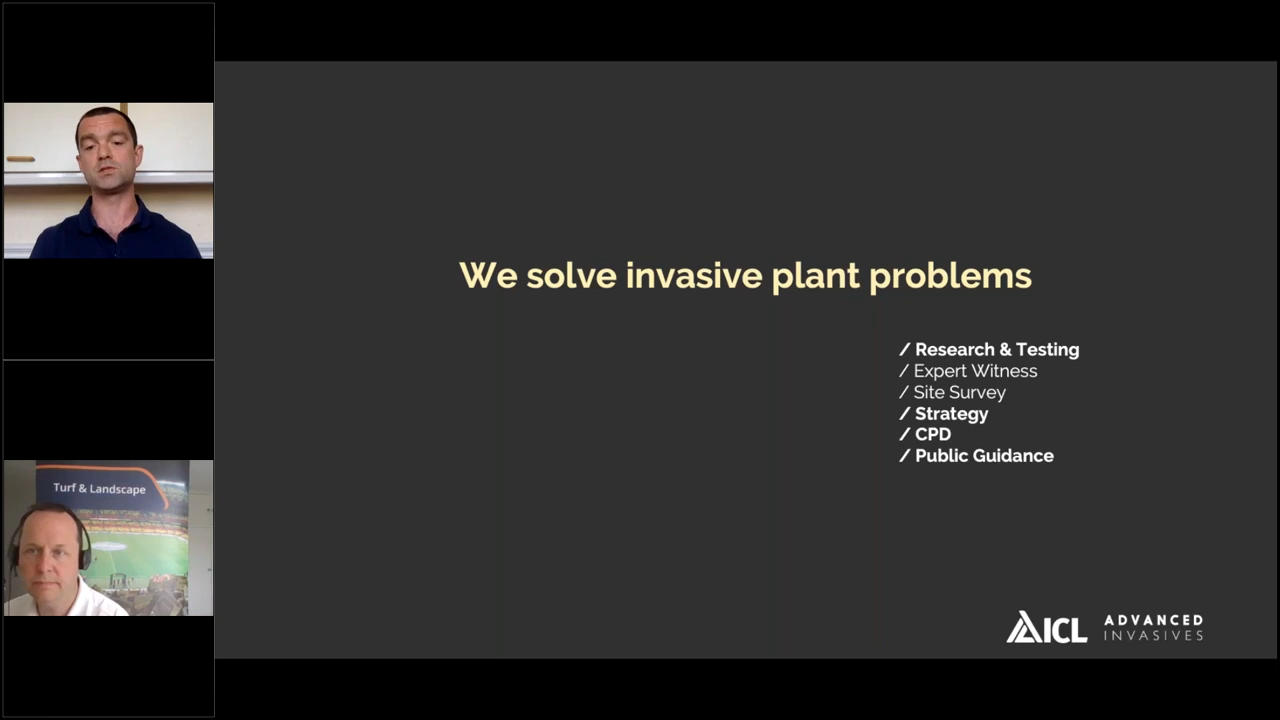 We solve invasive plant problems
/ Research & Testing
/ Expert Witness
/ Site Survey
/ Strategy
/ CPD
/ Public Guidance
Turf & Landscape
ICL
ADVANCED
INVASIVES